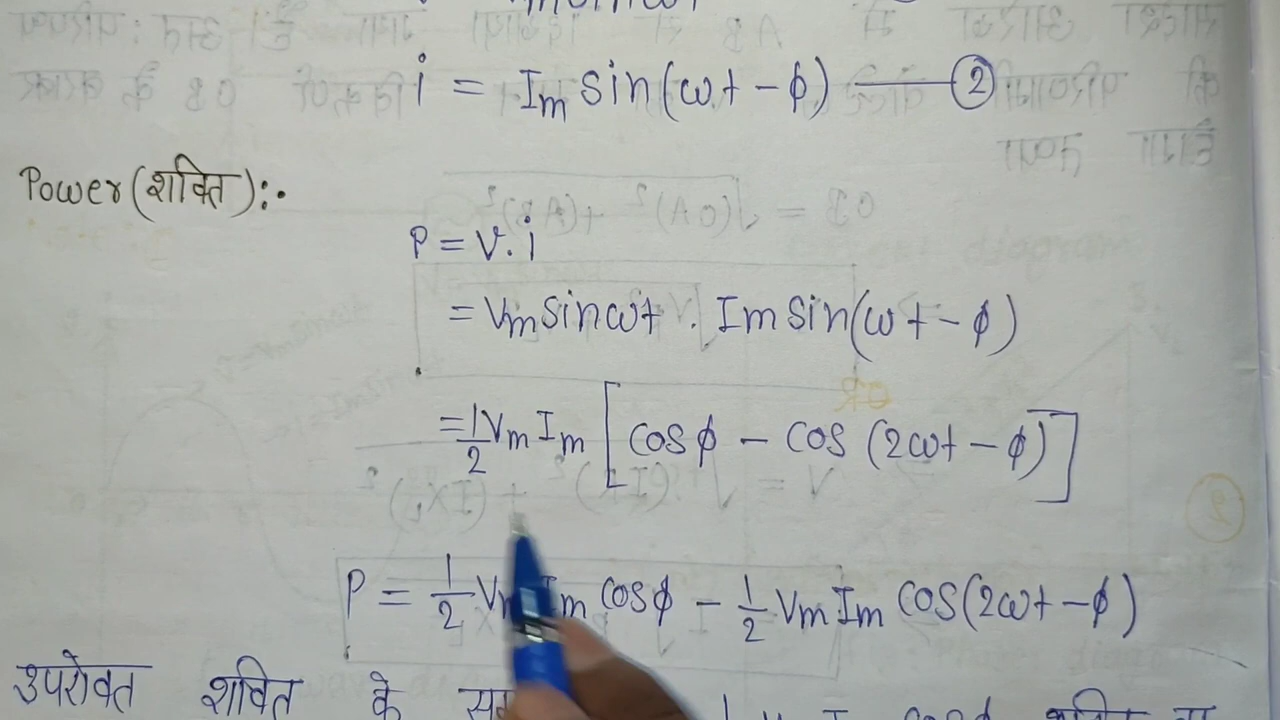 i = Im sin(ωt - ϕ) ——— ②
Power (शक्ति):-
P = V.i
= Vm sinωt . Im sin(ωt - ϕ)
= 1/2 Vm Im [cosϕ - cos (2ωt - ϕ)]
P = 1/2 Vm Im cosϕ - 1/2 Vm Im cos(2ωt - ϕ)
उपरोक्त शक्ति के